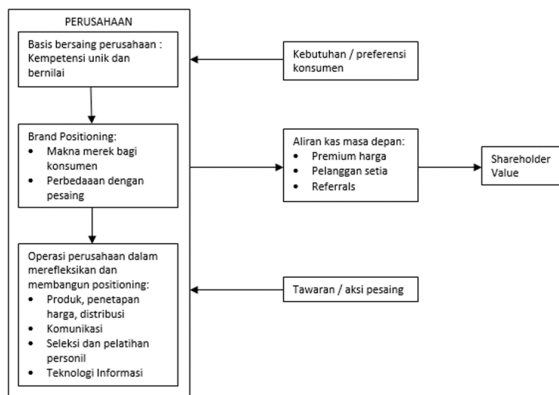 PERUSAHAAN
Basis bersaing perusahaan :
Kempetensi unik dan
bernilai
Kebutuhan / preferensi
konsumen
Brand Positioning:
• Makna merek bagi
konsumen
• Perbedaaan dengan
pesaing
Aliran kas masa depan:
• Premium harga
• Pelanggan setia
• Referrals
Shareholder
Value
Operasi perusahaan dalam
merefleksikan dan
membangun positioning:
• Produk, penetapan
harga, distribusi
• Komunikasi
• Seleksi dan pelatihan
personil
• Teknologi Informasi
Tawaran / aksi pesaing